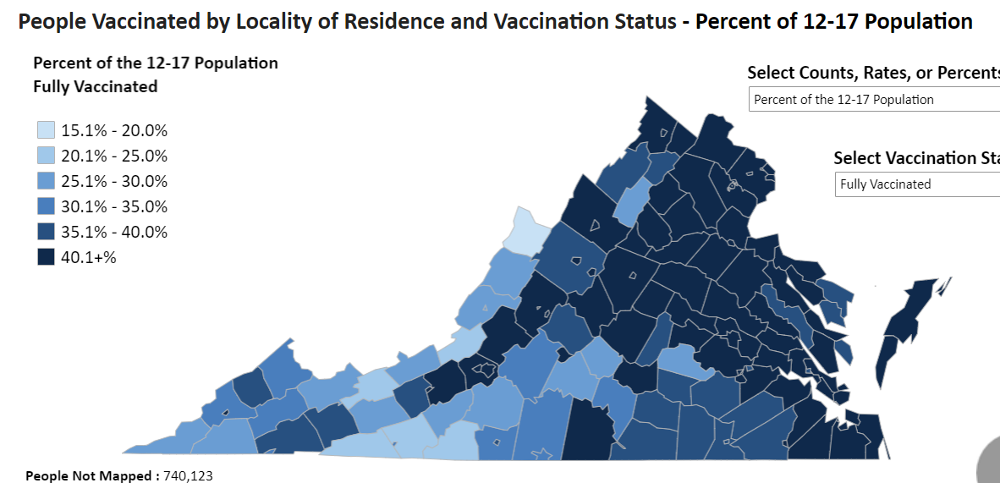 People Vaccinated by Locality of Residence and Vaccination Status - Percent of 12-17 Population
Percent of the 12-17 Population
Fully Vaccinated
15.1% - 20.0%
20.1% - 25.0%
25.1% - 30.0%
30.1% - 35.0%
35.1% - 40.0%
40.1+%
Select Counts, Rates, or Percents
Percent of the 12-17 Population
Select Vaccination Sta
Fully Vaccinated
People Not Mapped : 740,123